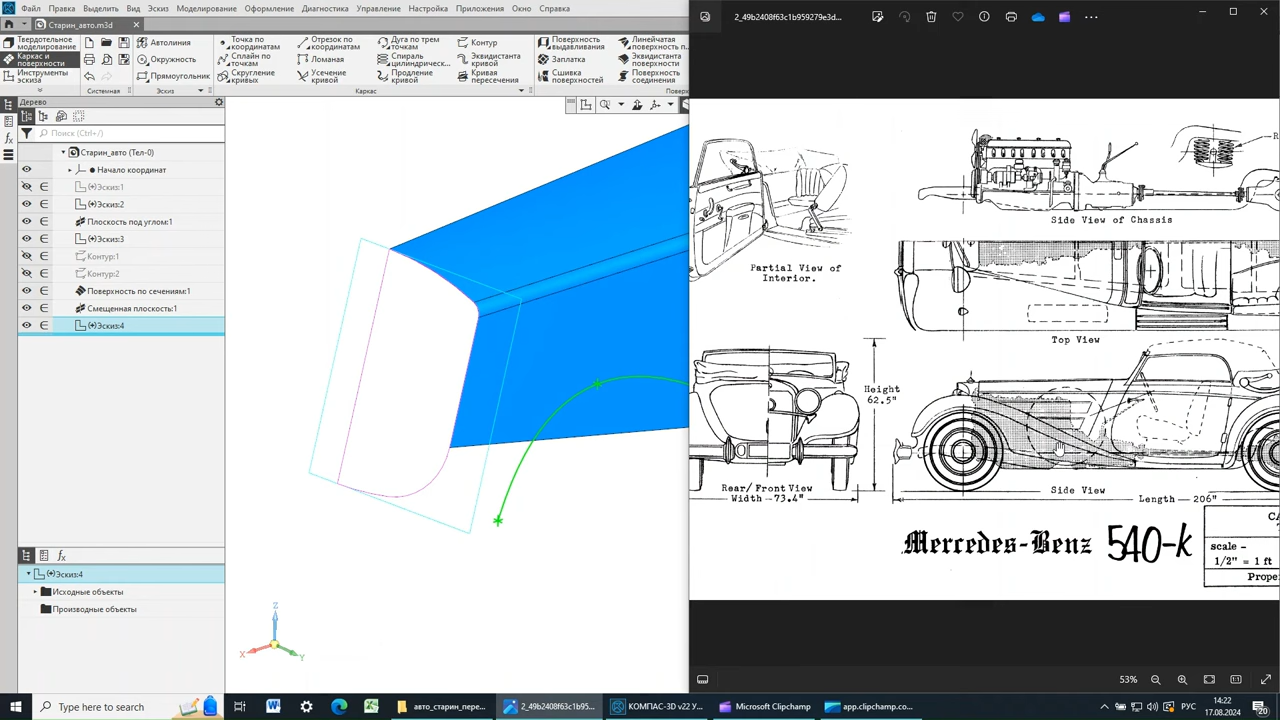 Файл Правка Выделить Вид Эскиз Моделирование Оформление Диагностика Управление Настройка Приложения Окно Справка
Старин_авто.m3d
Твердотельное моделирование
Каркас и поверхности
Инструменты эскиза
Системная
Автолиния
Окружность
Прямоугольник
Эскиз
Точка по координатам
Сплайн по точкам
Скругление кривых
Отрезок по координатам
Ломаная
Усечение кривой
Дуга по трем точкам
Спираль цилиндрическ...
Продление кривой
Контур
Эквидистанта кривой
Кривая пересечения
Каркас
Поверхность выдавливания
Заплатка
Сшивка поверхностей
Линейчатая поверхность п...
Эквидистанта поверхности
Поверхность соединения
Дерево
Поиск (Ctrl+/)
Старин_авто (Тел-0)
Начало координат
(+)Эскиз:1
(+)Эскиз:2
Плоскость под углом:1
(+)Эскиз:3
Контур:1
Контур:2
Поверхность по сечениям:1
Смещенная плоскость:1
(+)Эскиз:4
(+)Эскиз:4
Исходные объекты
Производные объекты
Z
X
Y
2_49b2408f63c1b959279e3d...
Side View of Chassis
Partial View of
Interior.
Top View
Height
62.5"
Rear/Front View
Width -73.4"
Side View
Length - 206"
Mercedes-Benz 540-K
scale -
1/2" = 1 ft
53%
Type here to search
авто_старин_пере...
2_49b2408f63c1b95...
КОМПАС-3D v22 У...
Microsoft Clipchamp
app.clipchamp.co...
РУС
14:22
17.08.2024